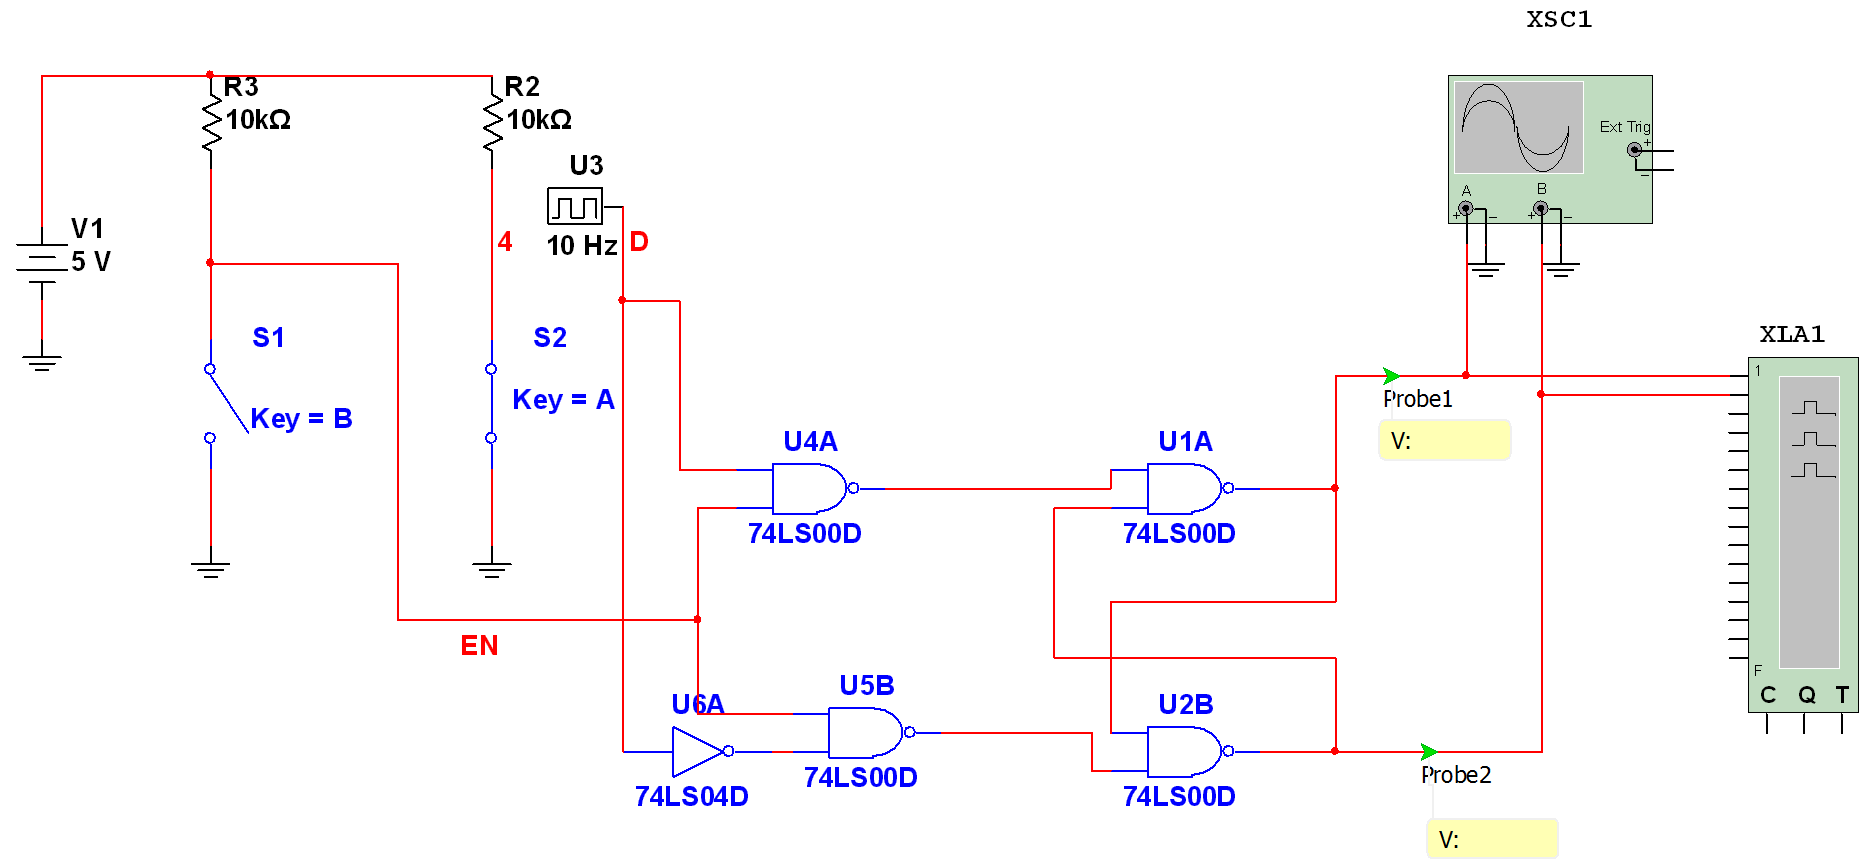 XSC1
R3
10kΩ
R2
10kΩ
U3
10 Hz
D
4
V1
5 V
Ext Trig
+
−
A
B
+
−
+
−
S1
Key = B
S2
Key = A
XLA1
1
F
C Q T
Probe1
V:
U4A
74LS00D
U1A
74LS00D
EN
U6A
74LS04D
U5B
74LS00D
U2B
74LS00D
Probe2
V: